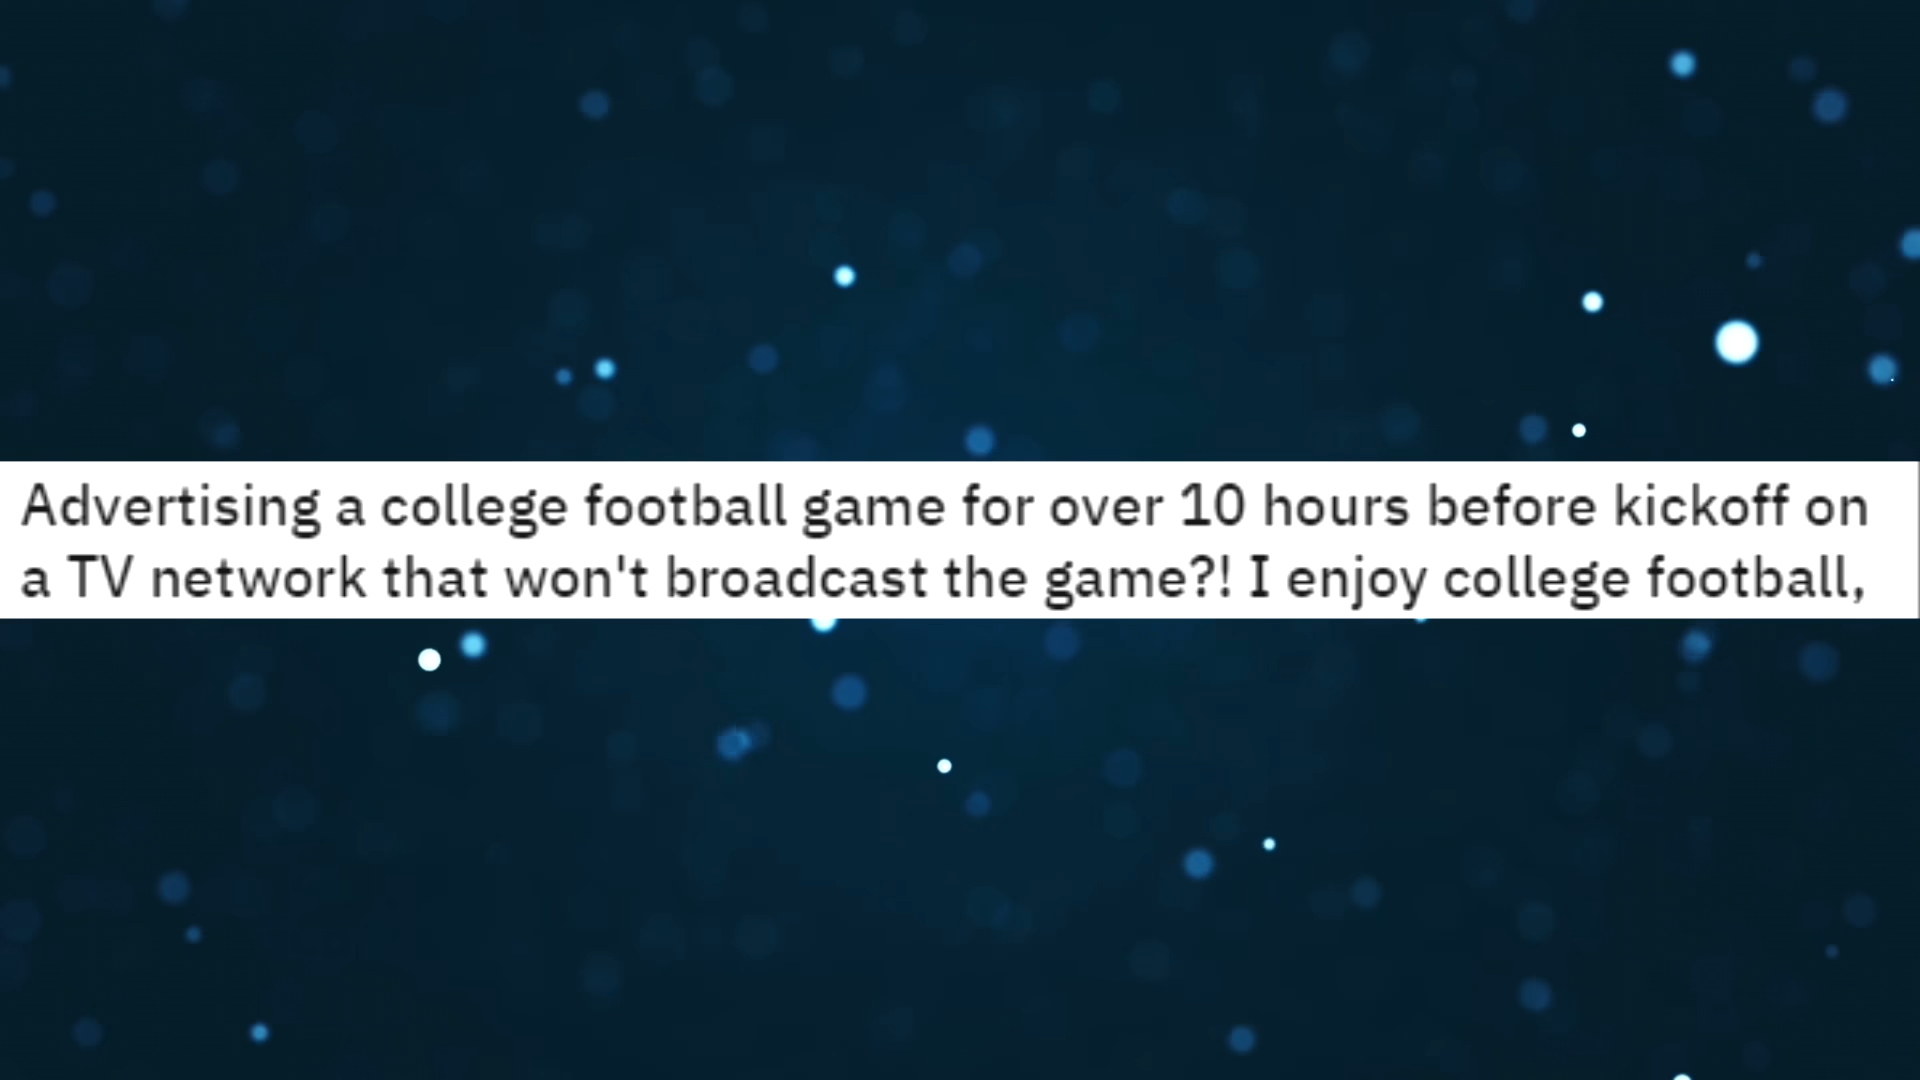 Advertising a college football game for over 10 hours before kickoff on
a TV network that won't broadcast the game?! I enjoy college football,